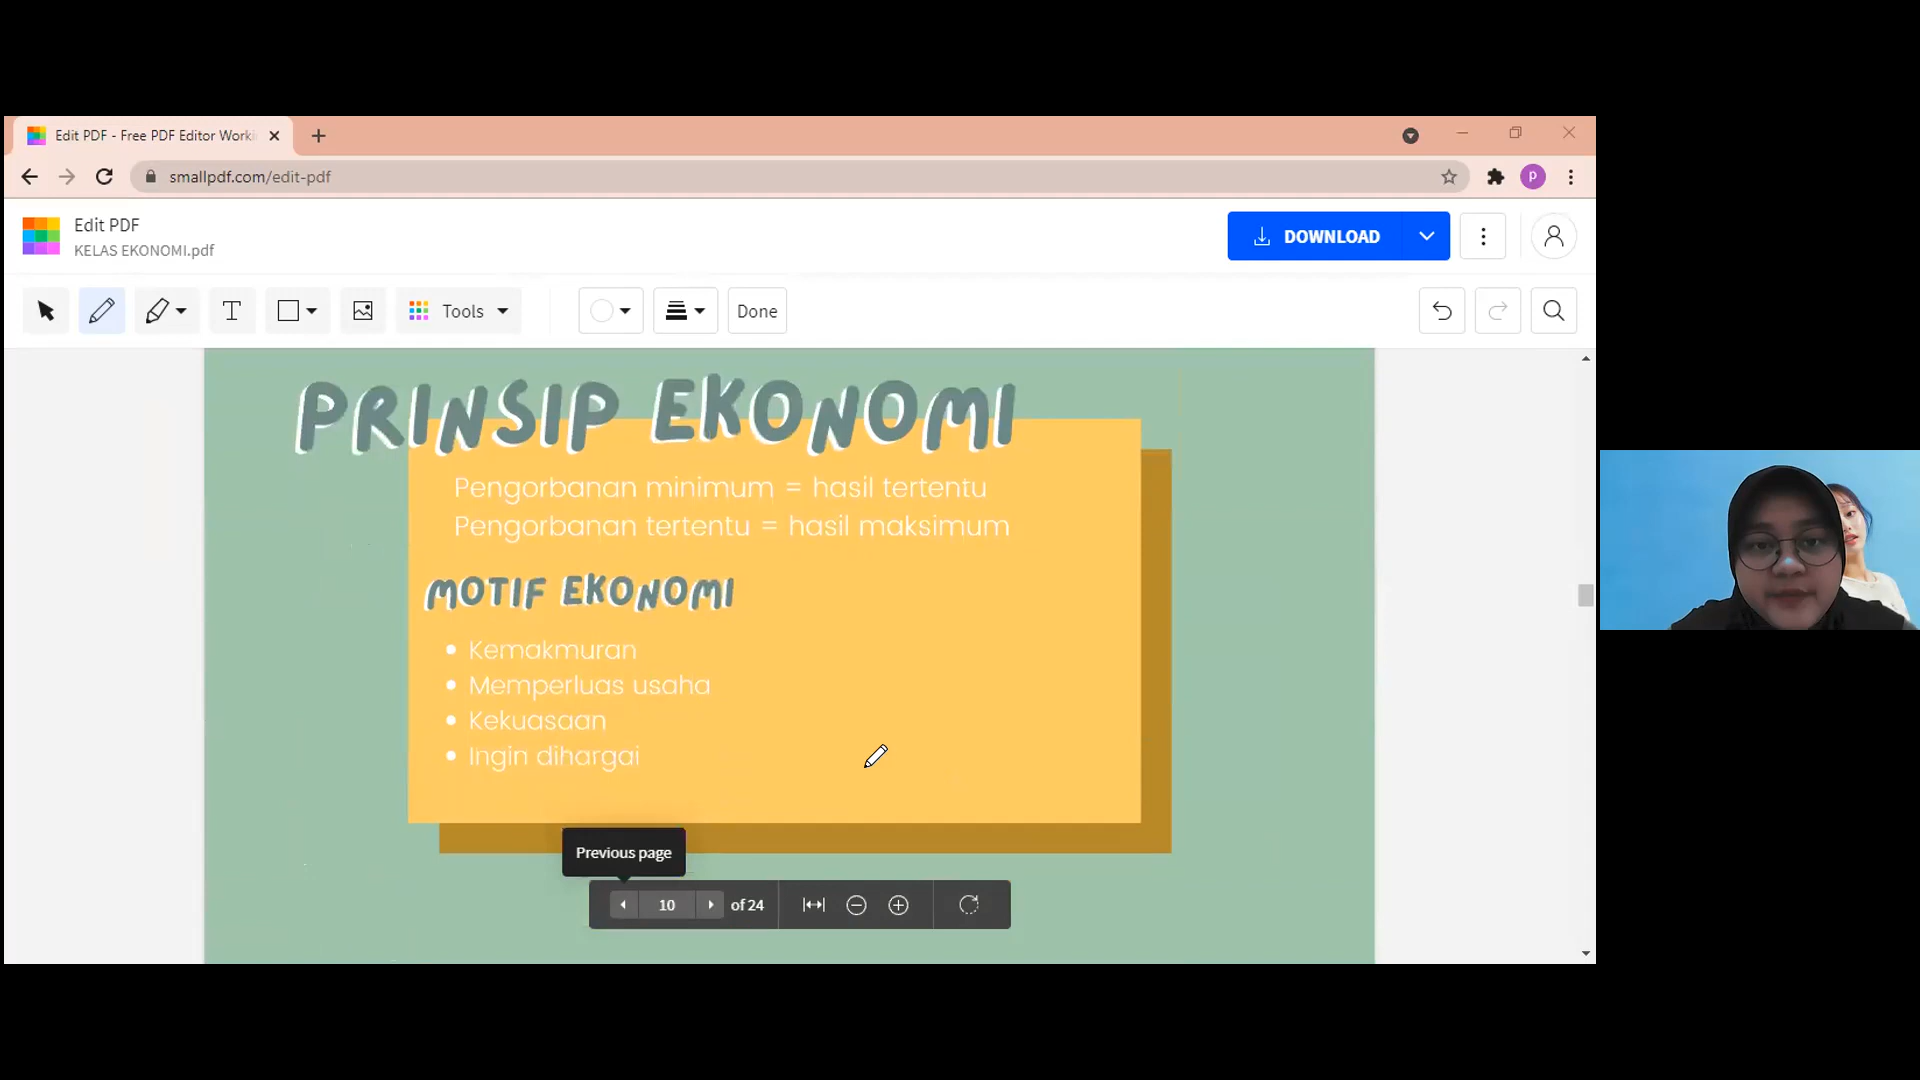 Edit PDF - Free PDF Editor Worki
smallpdf.com/edit-pdf
P
Edit PDF
KELAS EKONOMI.pdf
DOWNLOAD
T
Tools
Done
PRINSIP EKONOMI
Pengorbanan minimum = hasil tertentu
Pengorbanan tertentu = hasil maksimum
MOTIF EKONOMI
• Kemakmuran
• Memperluas usaha
• Kekuasaan
• Ingin dihargai
Previous page
10 of 24